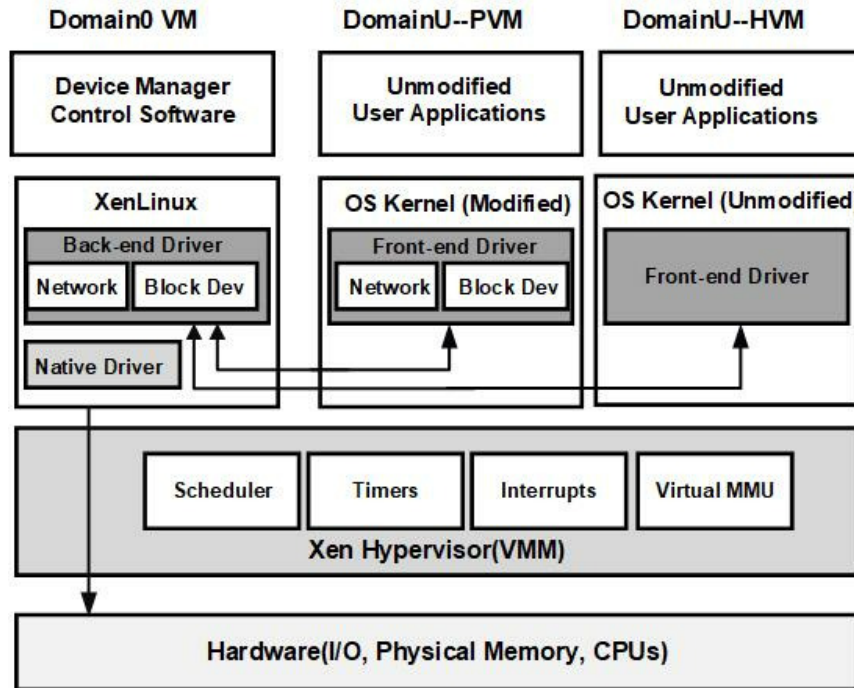 Domain0 VM
DomainU--PVM
DomainU--HVM
Device Manager
Control Software
Unmodified
User Applications
Unmodified
User Applications
XenLinux
Back-end Driver
Network
Block Dev
Native Driver
OS Kernel (Modified)
Front-end Driver
Network
Block Dev
OS Kernel (Unmodified
Front-end Driver
Scheduler
Timers
Interrupts
Virtual MMU
Xen Hypervisor(VMM)
Hardware(I/O, Physical Memory, CPUs)